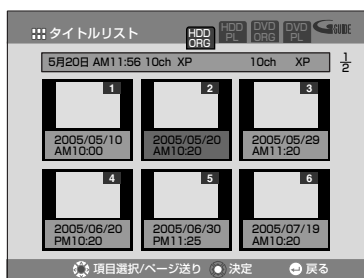 タイトルリスト
HDD ORG
HDD PL
DVD ORG
DVD PL
G GUIDE
5月20日 AM11:56 10ch XP 10ch XP
1/2
1
2
3
2005/05/10
AM10:00
2005/05/20
AM10:20
2005/05/29
AM11:20
4
5
6
2005/06/20
PM10:20
2005/06/30
PM11:25
2005/07/19
AM10:20
項目選択/ページ送り 決定 戻る